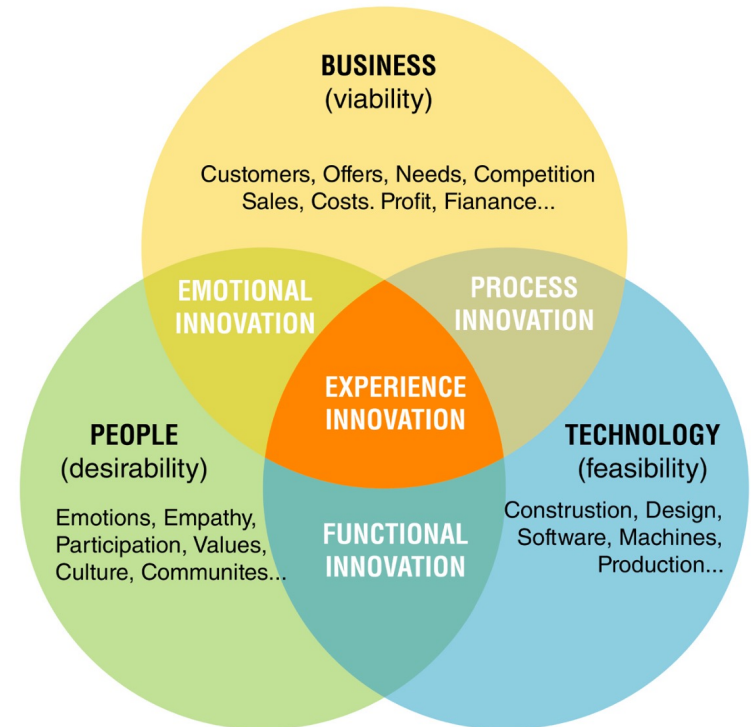 BUSINESS
(viability)
Customers, Offers, Needs, Competition
Sales, Costs. Profit, Fianance...
EMOTIONAL
INNOVATION
PROCESS
INNOVATION
EXPERIENCE
INNOVATION
PEOPLE
(desirability)
Emotions, Empathy,
Participation, Values,
Culture, Communites...
TECHNOLOGY
(feasibility)
Construstion, Design,
Software, Machines,
Production...
FUNCTIONAL
INNOVATION